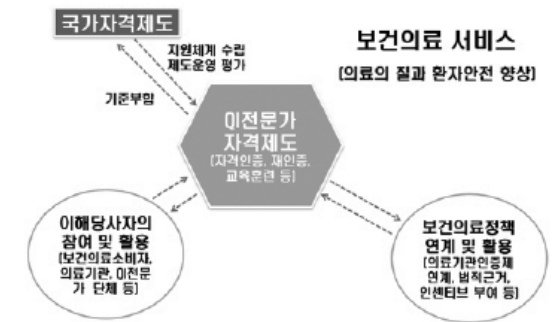 국가자격제도
보건의료 서비스
(의료의 질과 환자안전 향상)
지원체계 수립
제도운영 평가
기준부합
QI전문가
자격제도
(자격인증, 재인증,
교육훈련 등)
이해당사자의
참여 및 활용
(보건의료소비자,
의료기관, 이전문
가 단체 등)
보건의료정책
연계 및 활용
(의료기관인증제
연계, 법적근거,
인센티브 부여 등)